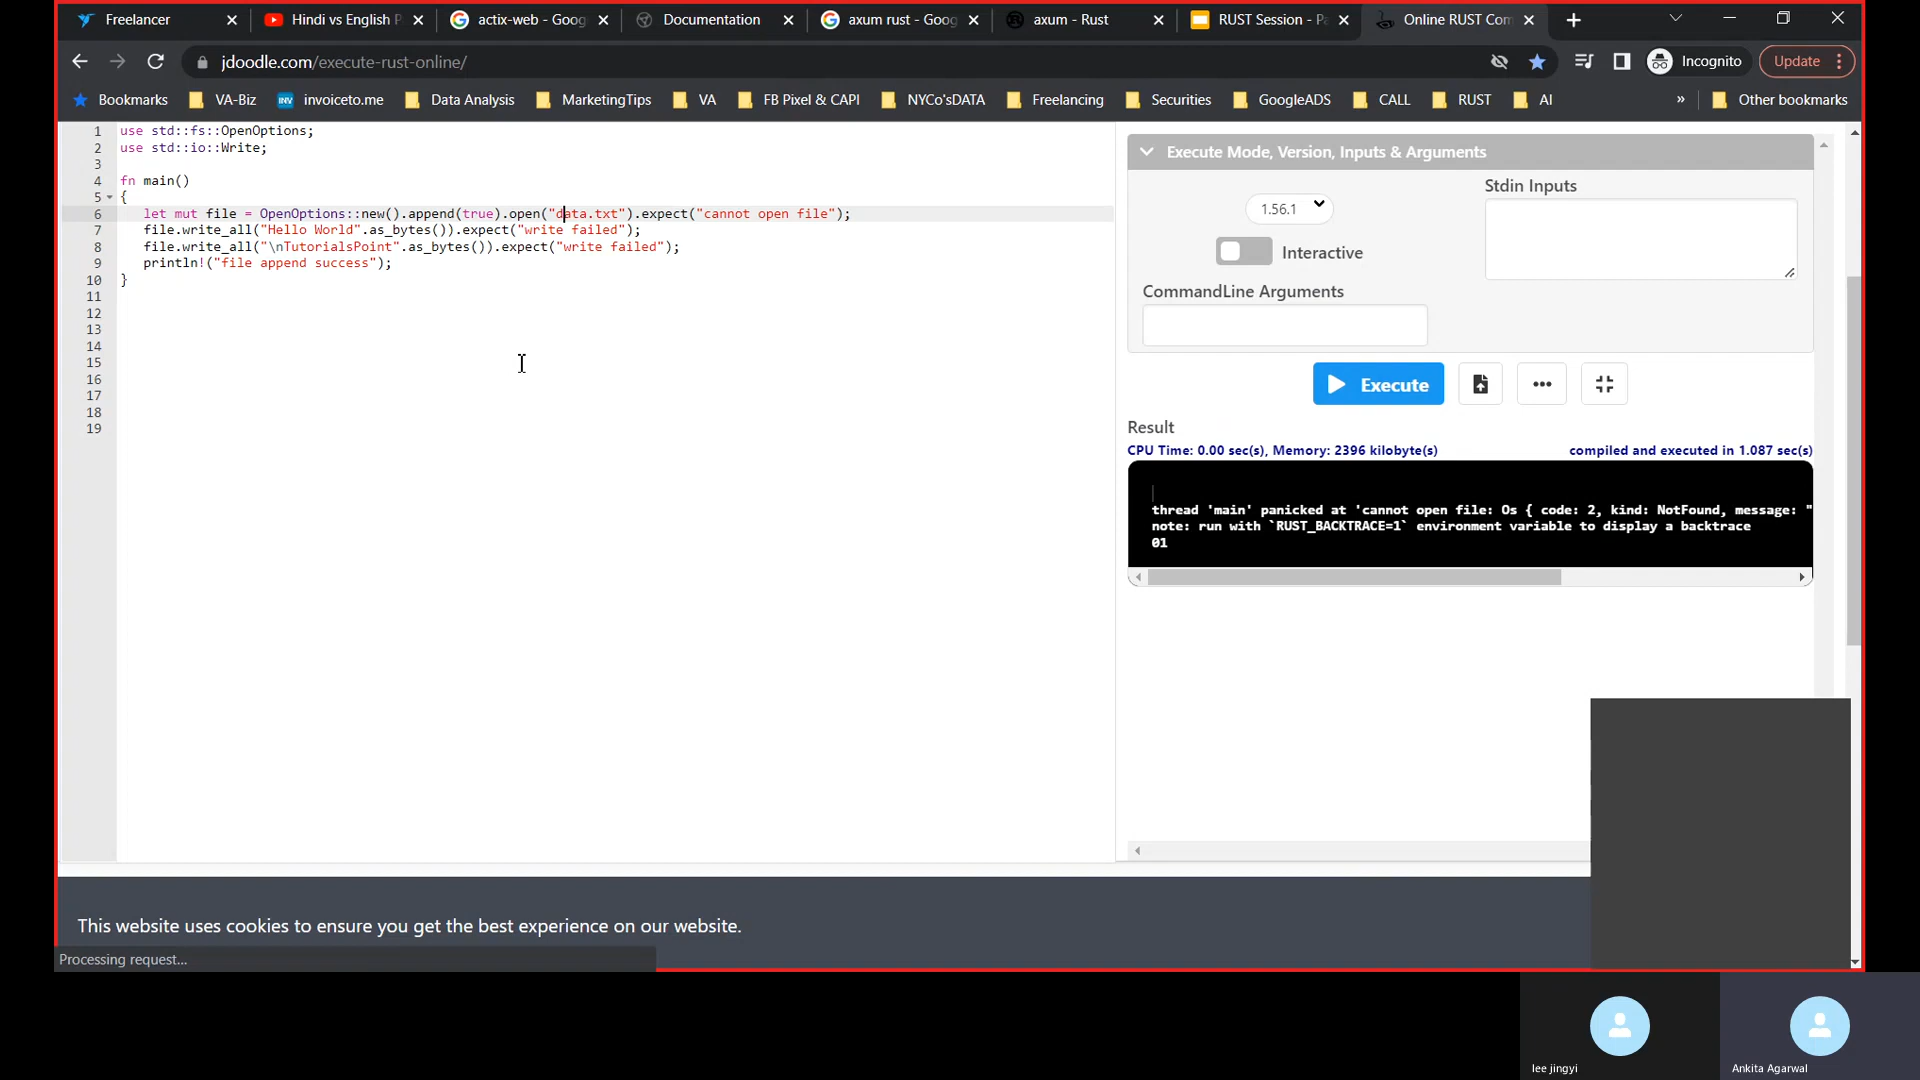 Freelancer
Hindi vs English P
actix-web - Goog
Documentation
axum rust - Goog
axum - Rust
RUST Session - Pa
Online RUST Com
jdoodle.com/execute-rust-online/
Incognito
Update
Bookmarks
VA-Biz
INV
invoiceto.me
Data Analysis
MarketingTips
VA
FB Pixel & CAPI
NYCo'sDATA
Freelancing
Securities
GoogleADS
CALL
RUST
AI
»
Other bookmarks
1 use std::fs::OpenOptions;
2 use std::io::Write;
3
4 fn main()
5 {
6 let mut file = OpenOptions::new().append(true).open("data.txt").expect("cannot open file");
7 file.write_all("Hello World".as_bytes()).expect("write failed");
8 file.write_all("\nTutorialsPoint".as_bytes()).expect("write failed");
9 println!("file append success");
10 }
11
12
13
14
15
16
17
18
19
Execute Mode, Version, Inputs & Arguments
1.56.1
Interactive
Stdin Inputs
CommandLine Arguments
Execute
Result
CPU Time: 0.00 sec(s), Memory: 2396 kilobyte(s)
compiled and executed in 1.087 sec(s)
thread 'main' panicked at 'cannot open file: Os { code: 2, kind: NotFound, message: "
note: run with `RUST_BACKTRACE=1` environment variable to display a backtrace
01
This website uses cookies to ensure you get the best experience on our website.
Processing request...
lee jingyi
Ankita Agarwal